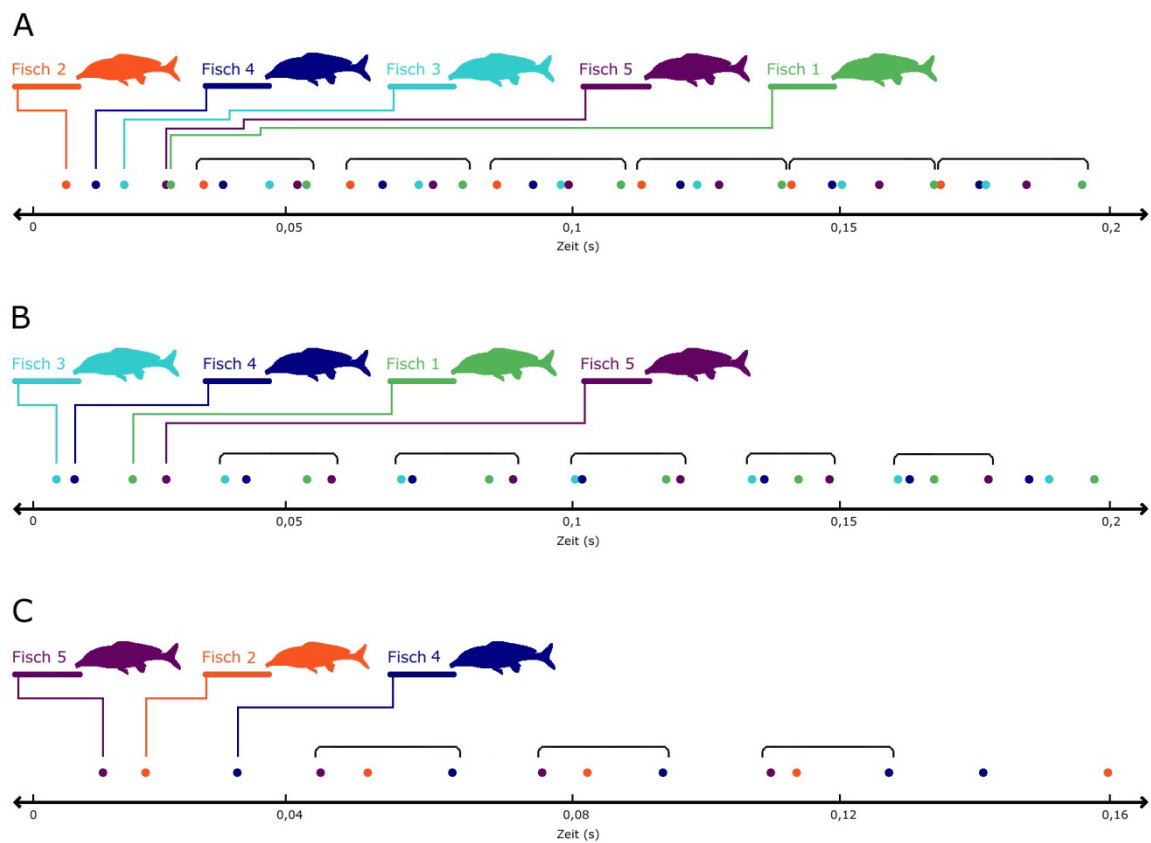 A
Fisch 2 Fisch 4 Fisch 3 Fisch 5 Fisch 1
0 0,05 0,1 0,15 0,2
Zeit (s)
B
Fisch 3 Fisch 4 Fisch 1 Fisch 5
0 0,05 0,1 0,15 0,2
Zeit (s)
C
Fisch 5 Fisch 2 Fisch 4
0 0,04 0,08 0,12 0,16
Zeit (s)